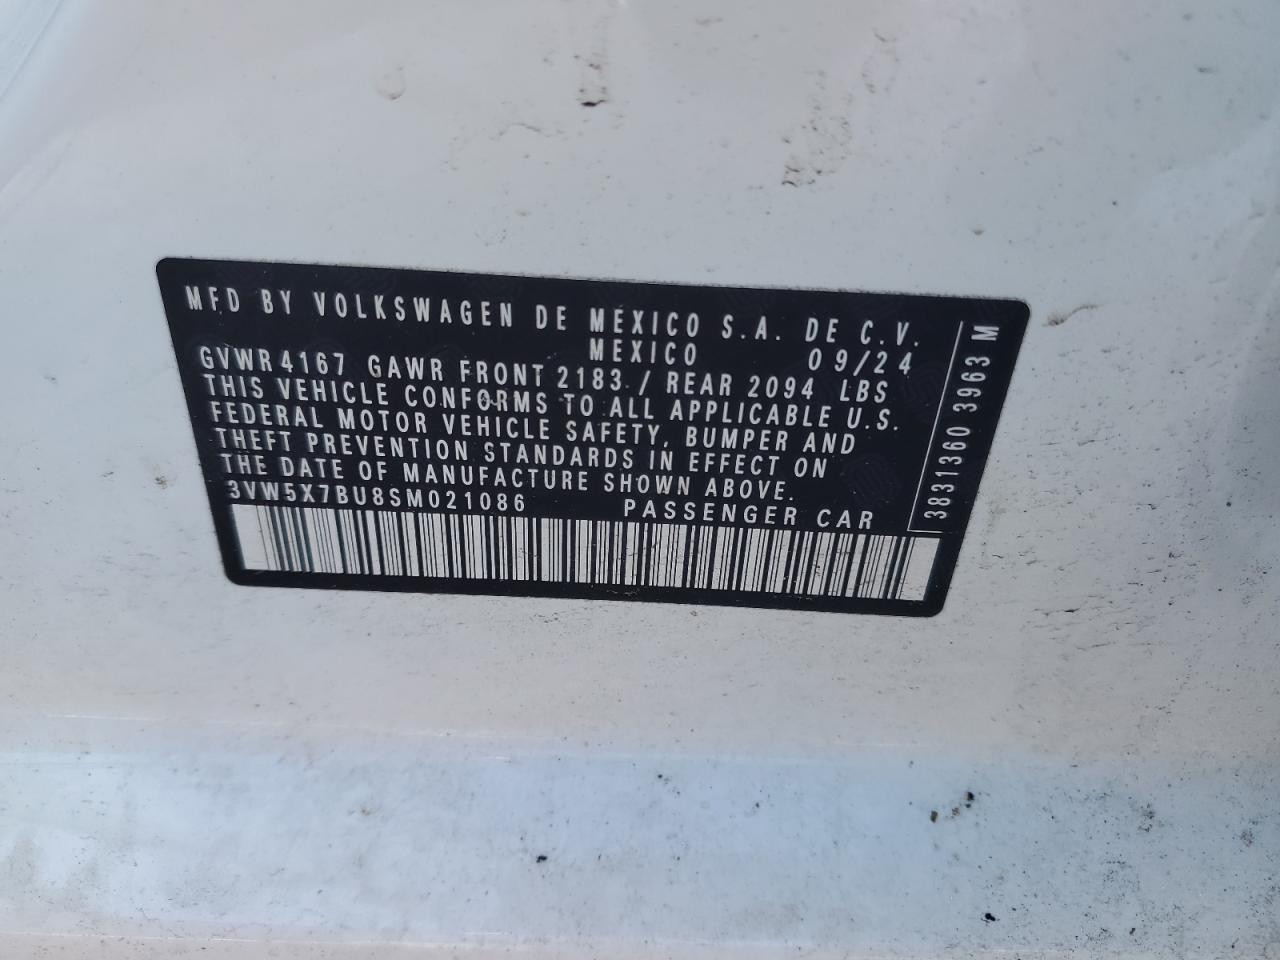 MFD BY VOLKSWAGEN DE MEXICO S.A. DE C.V.
MEXICO 09/24
GVWR 4167 GAWR FRONT 2183 / REAR 2094 LBS
THIS VEHICLE CONFORMS TO ALL APPLICABLE U.S.
FEDERAL MOTOR VEHICLE SAFETY, BUMPER AND
THEFT PREVENTION STANDARDS IN EFFECT ON
THE DATE OF MANUFACTURE SHOWN ABOVE.
3VW5X7BU8SM021086 PASSENGER CAR
3831360 3963 M